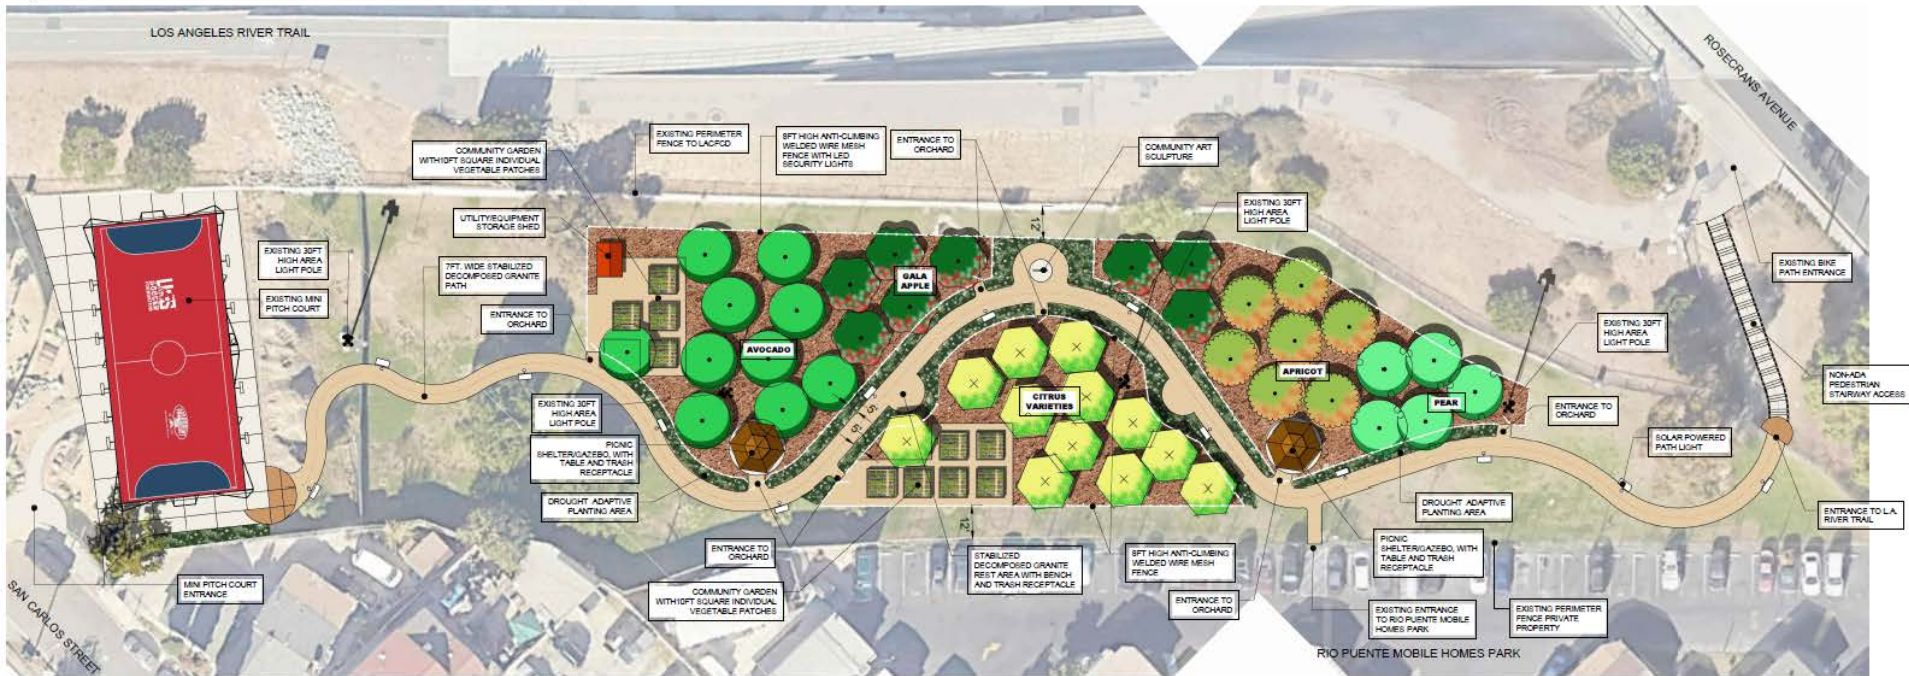 LOS ANGELES RIVER TRAIL
ROSECRANS AVENUE
COMMUNITY GARDEN
WITH10FT SQUARE INDIVIDUAL
VEGETABLE PATCHES
EXISTING PERIMETER
FENCE TO LACFCD
8FT HIGH ANTI-CLIMBING
WELDED WIRE MESH
FENCE WITH LED
SECURITY LIGHTS
ENTRANCE TO
ORCHARD
COMMUNITY ART
SCULPTURE
UTILITY/EQUIPMENT
STORAGE SHED
EXISTING 30FT
HIGH AREA
LIGHT POLE
12'
EXISTING 30FT
HIGH AREA
LIGHT POLE
7FT. WIDE STABILIZED
DECOMPOSED GRANITE
PATH
EXISTING BIKE
PATH ENTRANCE
EXISTING MINI
PITCH COURT
U.S.
SOCCER
FOUNDATION
GALA
APPLE
ENTRANCE TO
ORCHARD
EXISTING 30FT
HIGH AREA
LIGHT POLE
AVOCADO
APRICOT
NON-ADA
PEDESTRIAN
STAIRWAY ACCESS
CITRUS
VARIETIES
PEAR
EXISTING 30FT
HIGH AREA
LIGHT POLE
5'
5'
ENTRANCE TO
ORCHARD
PICNIC
SHELTER/GAZEBO, WITH
TABLE AND TRASH
RECEPTACLE
SOLAR POWERED
PATH LIGHT
DROUGHT ADAPTIVE
PLANTING AREA
DROUGHT ADAPTIVE
PLANTING AREA
ENTRANCE TO L.A.
RIVER TRAIL
12'
ENTRANCE TO
ORCHARD
STABILIZED
DECOMPOSED GRANITE
REST AREA WITH BENCH
AND TRASH RECEPTACLE
8FT HIGH ANTI-CLIMBING
WELDED WIRE MESH
FENCE
PICNIC
SHELTER/GAZEBO, WITH
TABLE AND TRASH
RECEPTACLE
MINI PITCH COURT
ENTRANCE
COMMUNITY GARDEN
WITH10FT SQUARE INDIVIDUAL
VEGETABLE PATCHES
ENTRANCE TO
ORCHARD
EXISTING ENTRANCE
TO RIO PUENTE MOBILE
HOMES PARK
EXISTING PERIMETER
FENCE PRIVATE
PROPERTY
SAN CARLOS STREET
RIO PUENTE MOBILE HOMES PARK